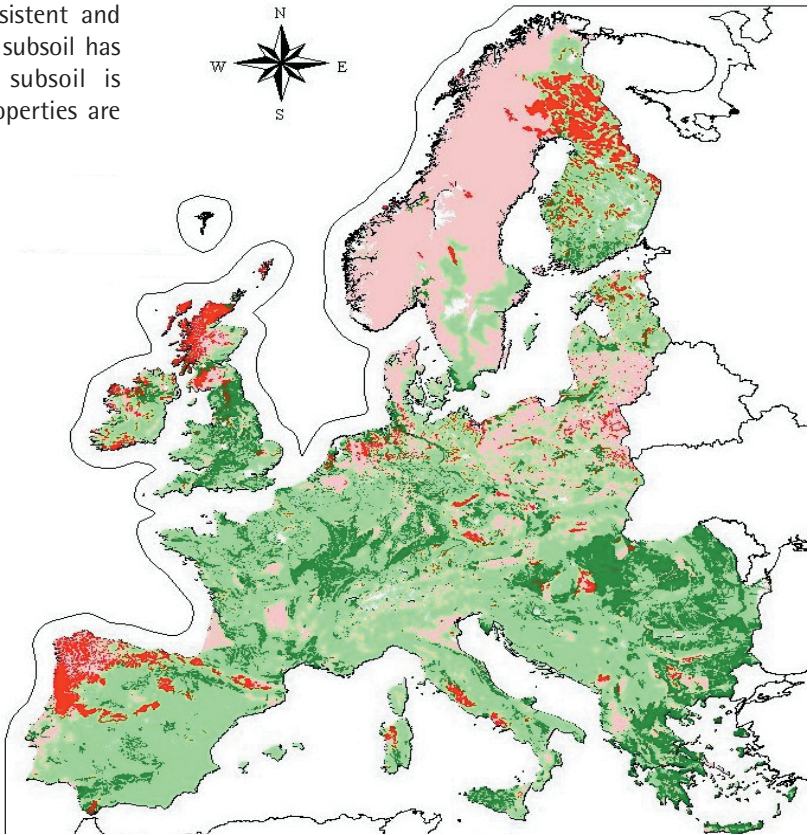 sistent and
subsoil has
subsoil is
operties are
N
W E
S